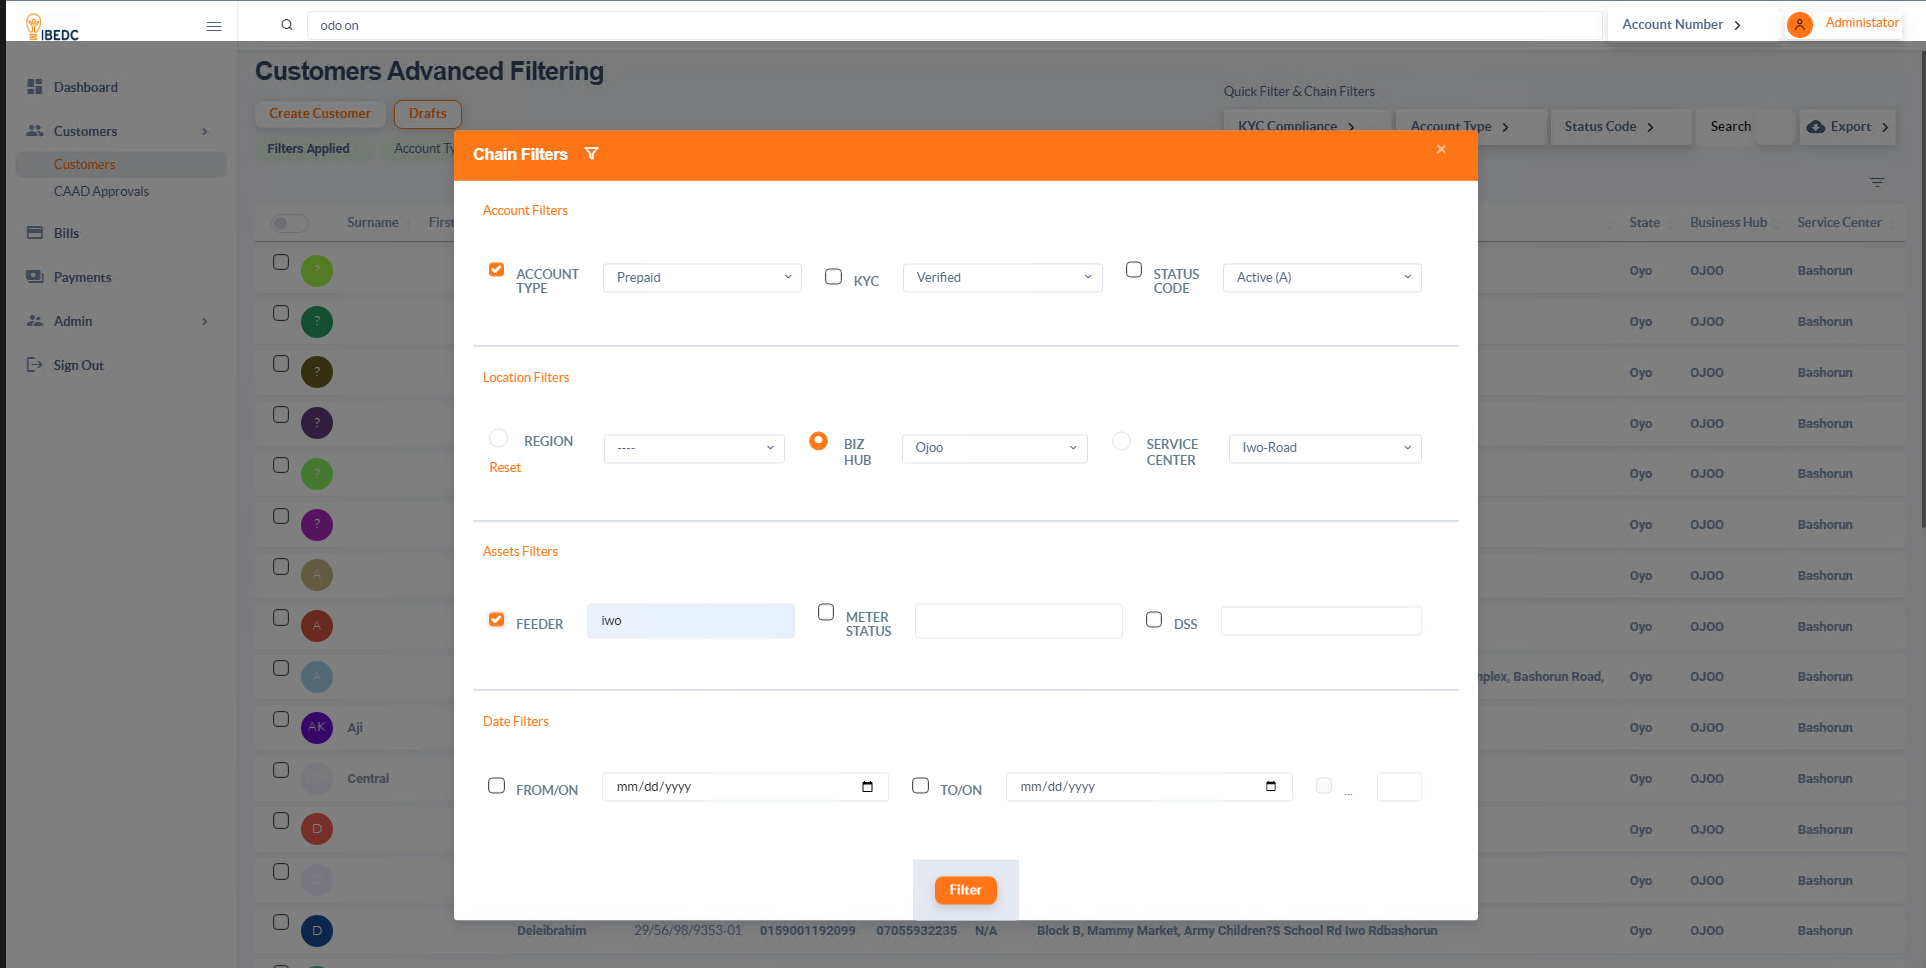 IBEDC
odo on
Account Number
Administator
Customers Advanced Filtering
Dashboard
Customers
Customers
CAAD Approvals
Bills
Payments
Admin
Sign Out
Create Customer
Drafts
Quick Filter & Chain Filters
KYC Compliance
Account Type
Status Code
Search
Export
Filters Applied
Account Ty
Surname
First
State
Business Hub
Service Center
Chain Filters
×
Account Filters
ACCOUNT TYPE
Prepaid
KYC
Verified
STATUS CODE
Active (A)
Location Filters
REGION
Reset
----
BIZ HUB
Ojoo
SERVICE CENTER
Iwo-Road
Assets Filters
FEEDER
iwo
METER STATUS
DSS
Date Filters
FROM/ON
mm/dd/yyyy
TO/ON
mm/dd/yyyy
...
Filter
? Oyo OJOO Bashorun
? Oyo OJOO Bashorun
? Oyo OJOO Bashorun
? Oyo OJOO Bashorun
? Oyo OJOO Bashorun
? Oyo OJOO Bashorun
A Oyo OJOO Bashorun
A Oyo OJOO Bashorun
A mplex, Bashorun Road, Oyo OJOO Bashorun
AK Aji Oyo OJOO Bashorun
Central Oyo OJOO Bashorun
D Oyo OJOO Bashorun
Oyo OJOO Bashorun
D Deleibrahim 29/56/98/9353-01 0159001192099 07055932235 N/A Block B, Mammy Market, Army Children?S School Rd Iwo Rdbashorun Oyo OJOO Bashorun